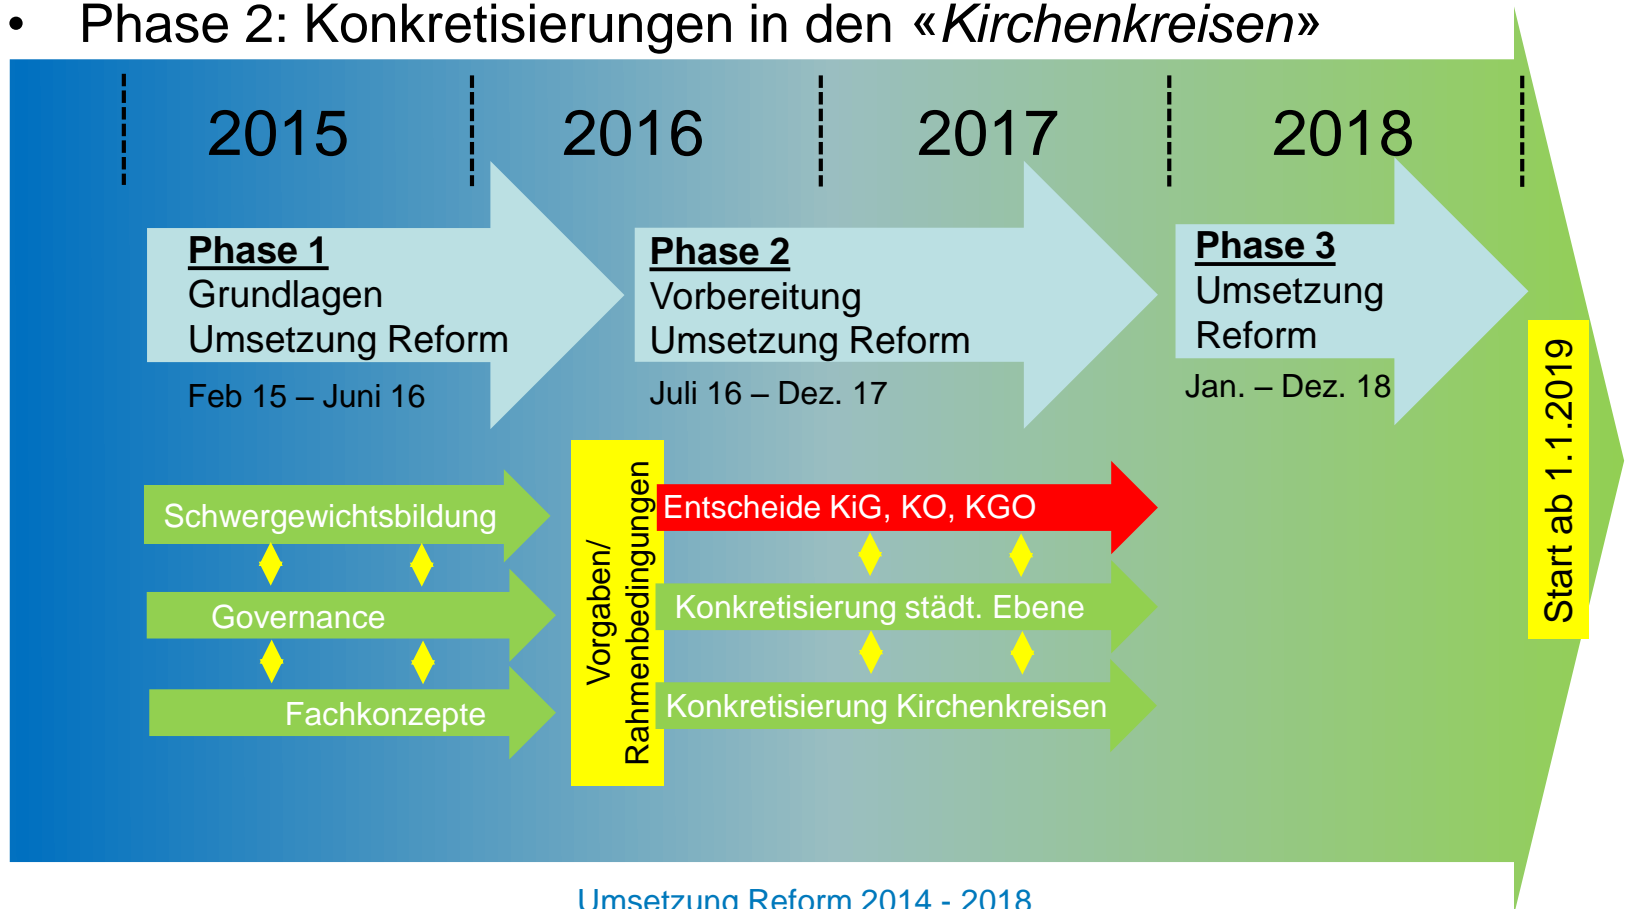 • Phase 2: Konkretisierungen in den «Kirchenkreisen»
2015 2016 2017 2018
Phase 1
Grundlagen
Umsetzung Reform
Feb 15 – Juni 16
Phase 2
Vorbereitung
Umsetzung Reform
Juli 16 – Dez. 17
Phase 3
Umsetzung
Reform
Jan. – Dez. 18
Start ab 1.1.2019
Schwergewichtsbildung
Governance
Fachkonzepte
Vorgaben/
Rahmenbedingungen
Entscheide KiG, KO, KGO
Konkretisierung städt. Ebene
Konkretisierung Kirchenkreisen
Umsetzung Reform 2014 - 2018